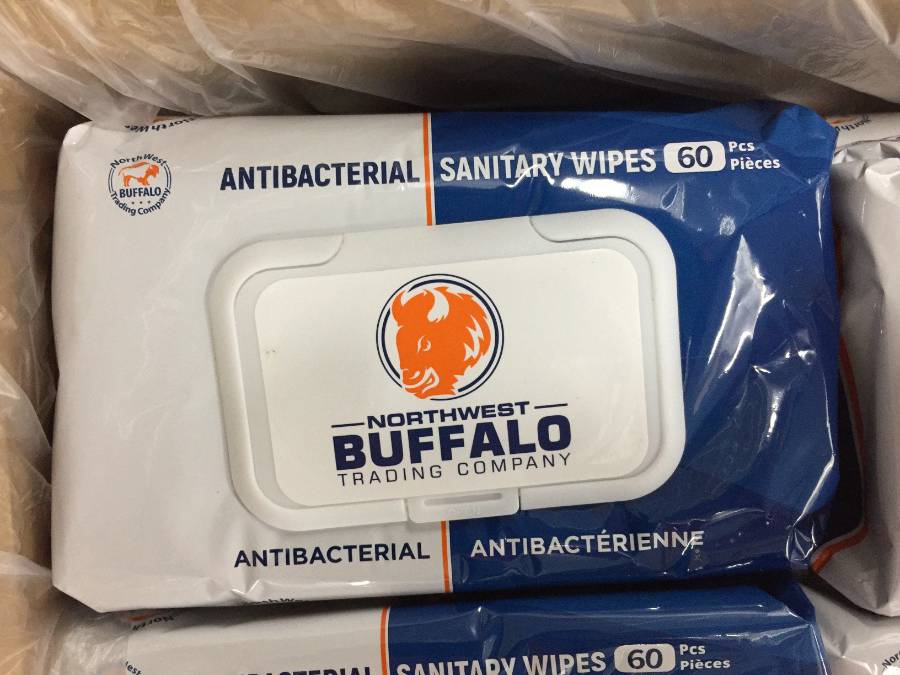 NorthWest
BUFFALO
Trading Company
ANTIBACTERIAL SANITARY WIPES 60 Pcs
Pièces
NORTHWEST
BUFFALO
TRADING COMPANY
ANTIBACTERIAL ANTIBACTÉRIENNE
SANITARY WIPES 60 Pcs
Pièces